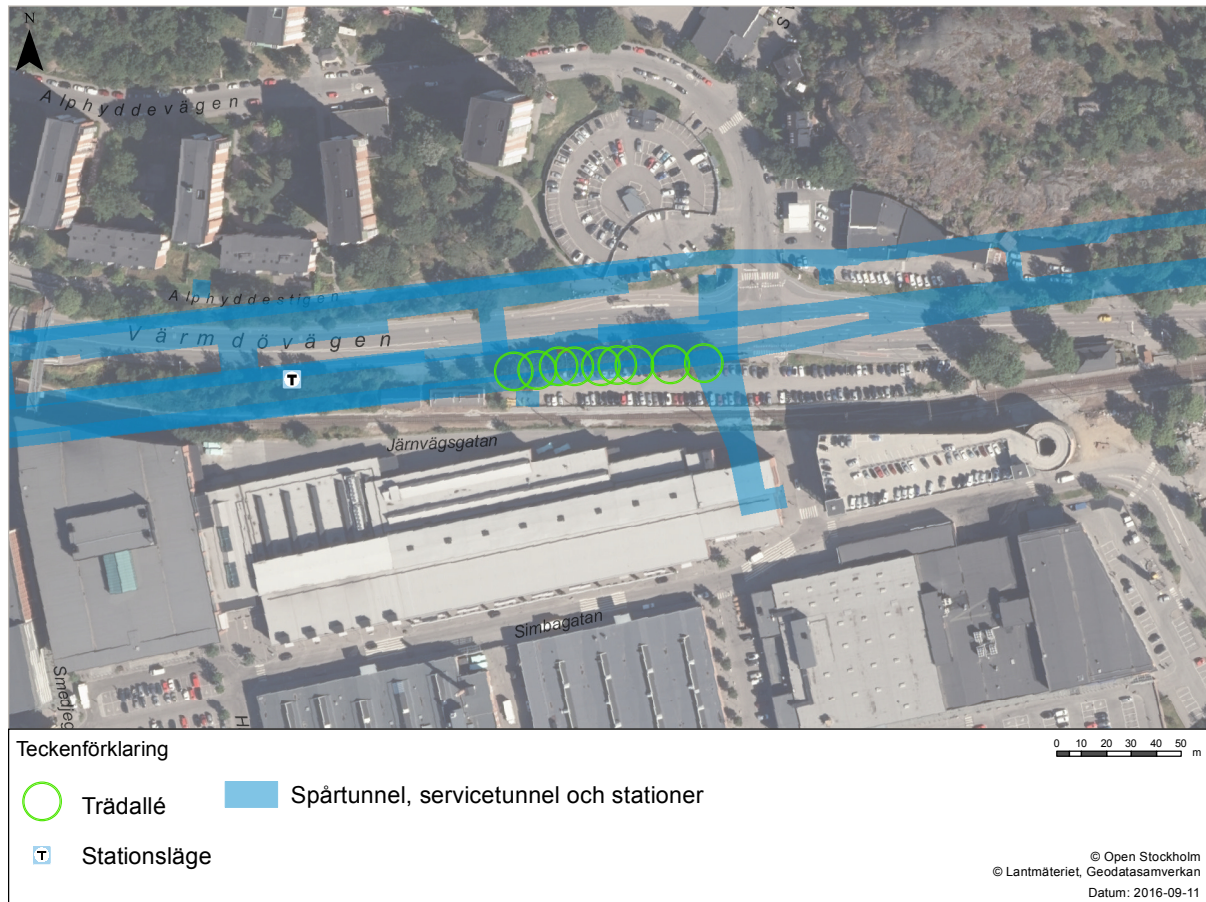 N
Alphyddevägen
Alphyddestigen
Värmdövägen
T
Järnvägsgatan
Simbagatan
Smedjeg
H
S
Teckenförklaring
0 10 20 30 40 50
m
Trädallé
Spårtunnel, servicetunnel och stationer
T
Stationsläge
© Open Stockholm
© Lantmäteriet, Geodatasamverkan
Datum: 2016-09-11